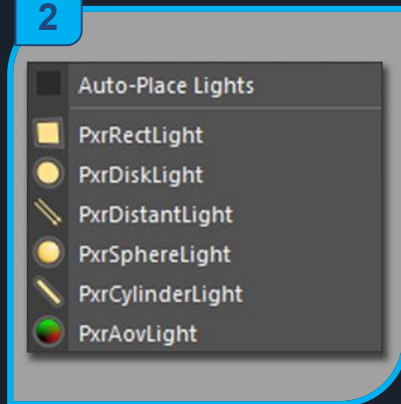 2
Auto-Place Lights
PxrRectLight
PxrDiskLight
PxrDistantLight
PxrSphereLight
PxrCylinderLight
PxrAovLight